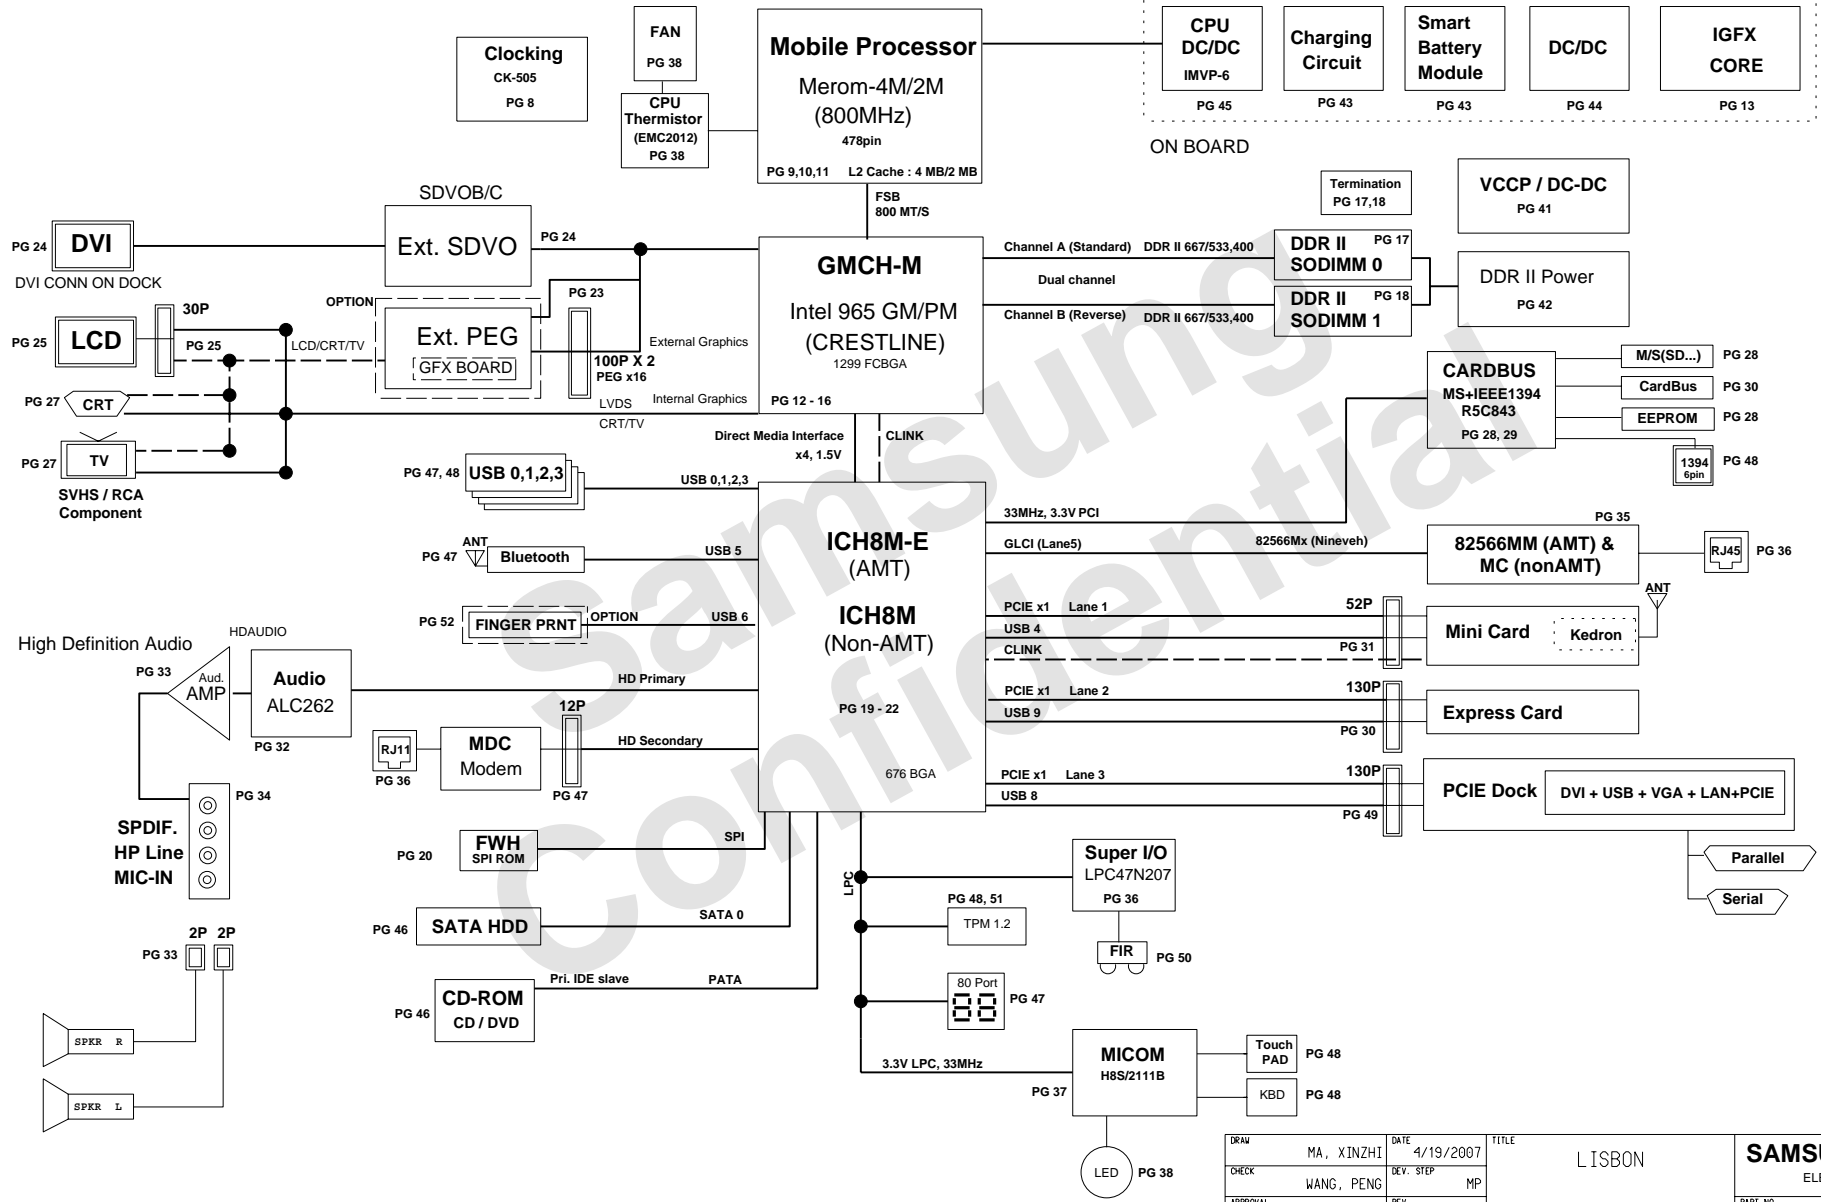 Clocking
CK-505
PG 8
FAN
PG 38
CPU
Thermistor
(EMC2012)
PG 38
Mobile Processor
Merom-4M/2M
(800MHz)
478pin
PG 9,10,11
L2 Cache : 4 MB/2 MB
CPU
DC/DC
IMVP-6
PG 45
Charging
Circuit
PG 43
Smart
Battery
Module
PG 43
DC/DC
PG 44
IGFX
CORE
PG 13
ON BOARD
FSB
800 MT/S
Termination
PG 17,18
VCCP / DC-DC
PG 41
SDVOB/C
PG 24
DVI
DVI CONN ON DOCK
Ext. SDVO
PG 24
GMCH-M
Intel 965 GM/PM
(CRESTLINE)
1299 FCBGA
PG 12 - 16
Channel A (Standard)
DDR II 667/533,400
Dual channel
Channel B (Reverse)
DDR II 667/533,400
DDR II
SODIMM 0
PG 17
DDR II
SODIMM 1
PG 18
DDR II Power
PG 42
OPTION
PG 23
30P
PG 25
LCD
PG 25
LCD/CRT/TV
Ext. PEG
GFX BOARD
100P X 2
PEG x16
External Graphics
Internal Graphics
LVDS
CRT/TV
PG 27
CRT
PG 27
TV
SVHS / RCA
Component
CARDBUS
MS+IEEE1394
R5C843
PG 28, 29
M/S(SD...)
PG 28
CardBus
PG 30
EEPROM
PG 28
1394
6pin
PG 48
Direct Media Interface
x4, 1.5V
CLINK
PG 47, 48
USB 0,1,2,3
USB 0,1,2,3
ANT
PG 47
Bluetooth
USB 5
PG 52
FINGER PRNT
OPTION
USB 6
ICH8M-E
(AMT)
ICH8M
(Non-AMT)
PG 19 - 22
676 BGA
33MHz, 3.3V PCI
GLCI (Lane5)
82566Mx (Nineveh)
PG 35
82566MM (AMT) &
MC (nonAMT)
RJ45
PG 36
ANT
PCIE x1
Lane 1
USB 4
CLINK
52P
PG 31
Mini Card
Kedron
PCIE x1
Lane 2
USB 9
130P
PG 30
Express Card
PCIE x1
Lane 3
USB 8
130P
PG 49
PCIE Dock
DVI + USB + VGA + LAN+PCIE
Parallel
Serial
High Definition Audio
HDAUDIO
PG 33
Aud.
AMP
Audio
ALC262
PG 32
HD Primary
12P
RJ11
PG 36
MDC
Modem
HD Secondary
PG 47
PG 34
SPDIF.
HP Line
MIC-IN
PG 20
FWH
SPI ROM
SPI
PG 46
SATA HDD
SATA 0
PG 46
CD-ROM
CD / DVD
Pri. IDE slave
PATA
2P
2P
PG 33
SPKR R
SPKR L
LPC
Super I/O
LPC47N207
PG 36
PG 48, 51
TPM 1.2
FIR
PG 50
80 Port
88
PG 47
3.3V LPC, 33MHz
MICOM
H8S/2111B
PG 37
Touch
PAD
PG 48
KBD
PG 48
LED
PG 38
Samsung
Confidential
DRAW
MA, XINZHI
DATE
4/19/2007
TITLE
LISBON
CHECK
WANG, PENG
DEV. STEP
MP